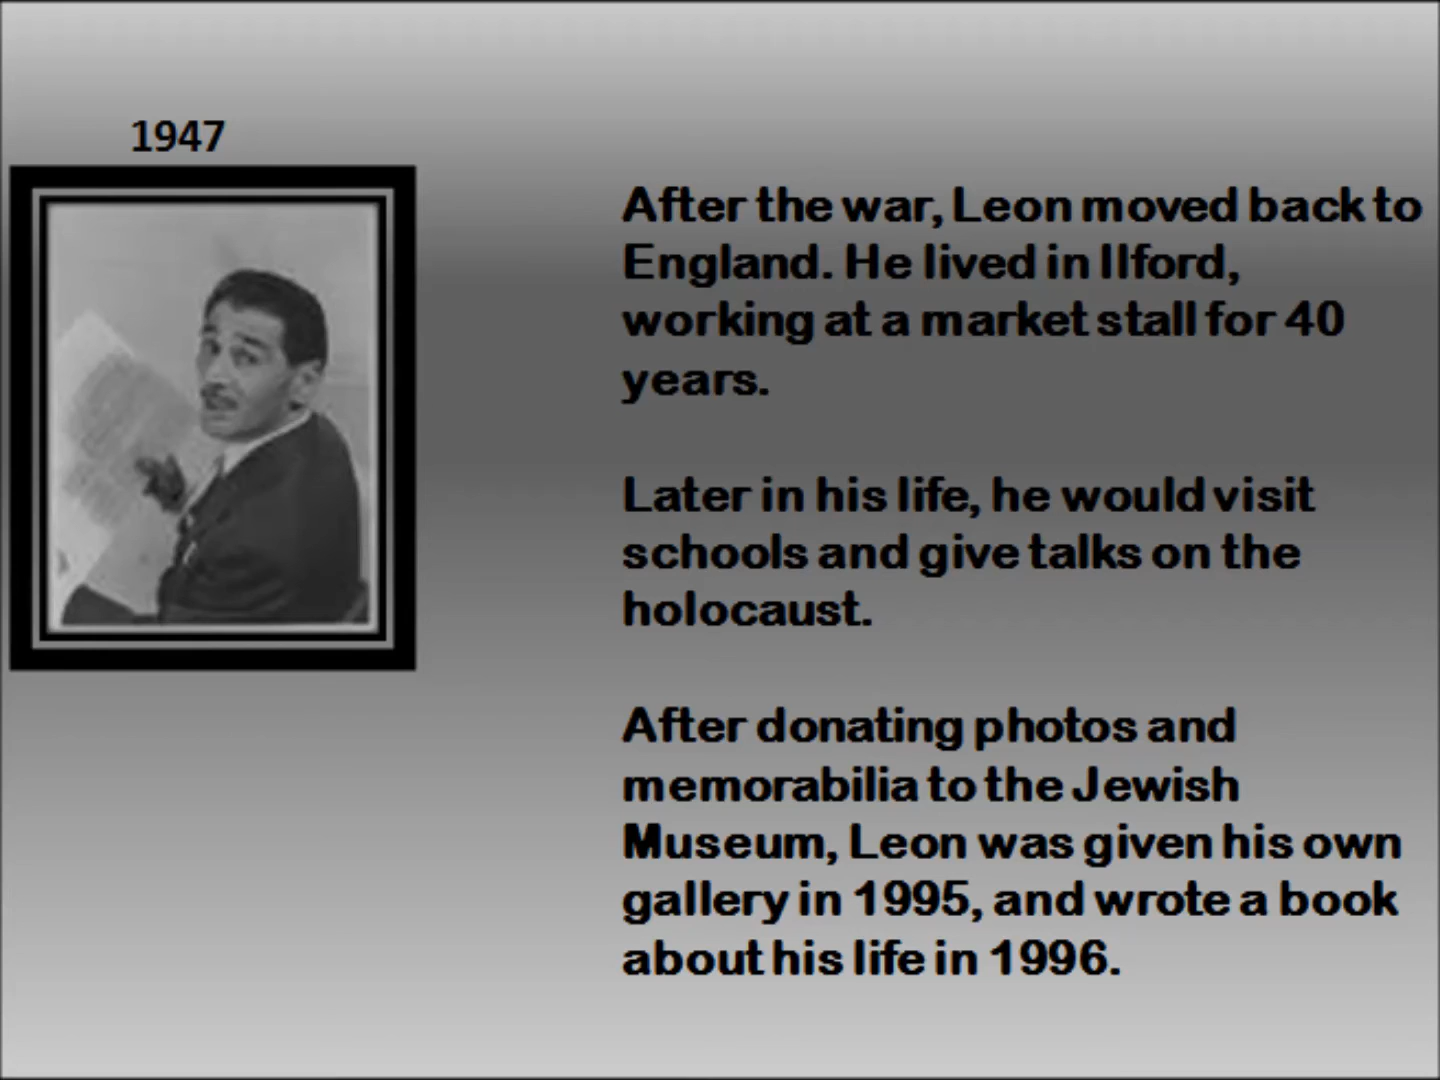 1947
After the war, Leon moved back to
England. He lived in Ilford,
working at a market stall for 40
years.
Later in his life, he would visit
schools and give talks on the
holocaust.
After donating photos and
memorabilia to the Jewish
Museum, Leon was given his own
gallery in 1995, and wrote a book
about his life in 1996.